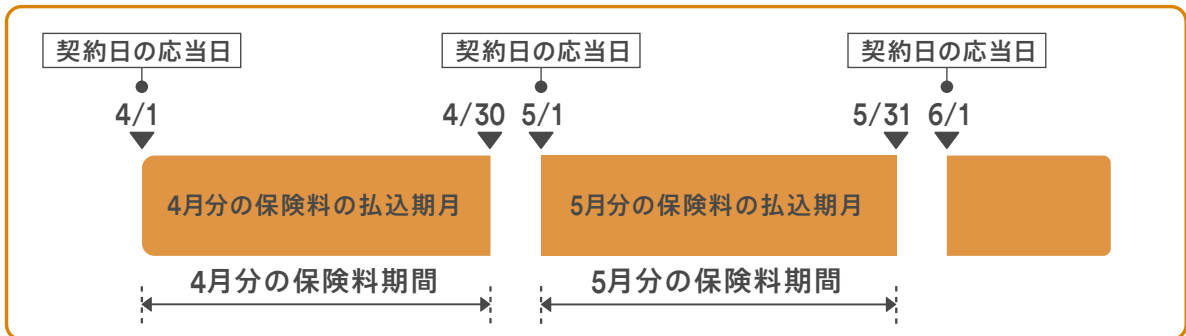 契約日の応当日 契約日の応当日 契約日の応当日
4/1 4/30 5/1 5/31 6/1
4月分の保険料の払込期月 5月分の保険料の払込期月
4月分の保険料期間 5月分の保険料期間